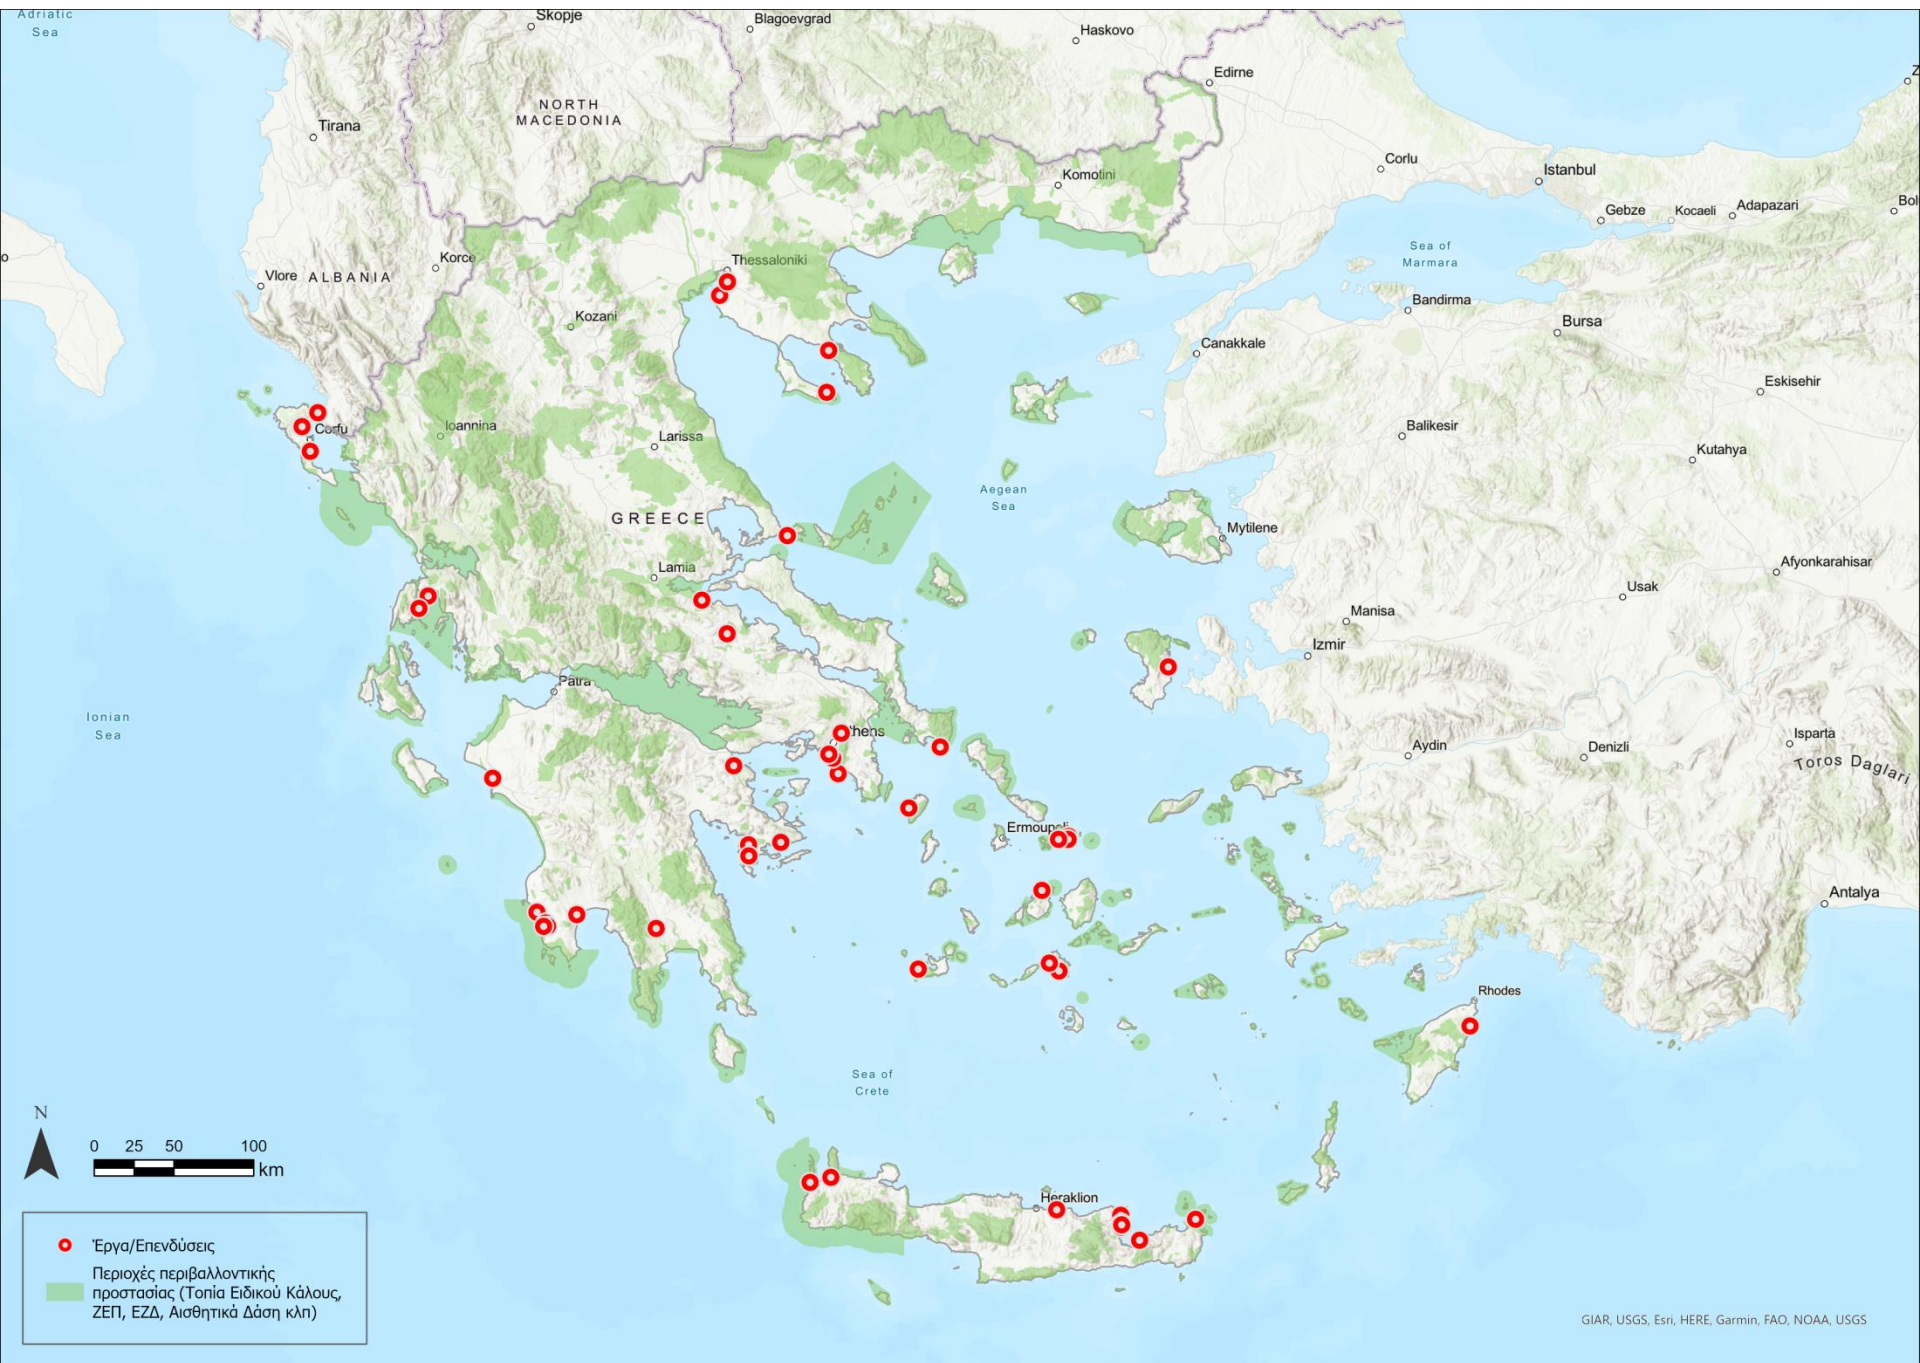 Adriatic
Sea
Skopje
Blagoevgrad
Haskovo
Edirne
NORTH
MACEDONIA
Tirana
Corlu
Istanbul
Komotini
Gebze
Kocaeli
Adapazari
Bol
Z
o
Sea of
Marmara
Korce
Thessaloniki
Vlore
ALBANIA
Bandirma
Kozani
Bursa
Canakkale
Eskisehir
Ioannina
Corfu
Larissa
Balikesir
Kutahya
Aegean
Sea
GREECE
Mytilene
Lamia
Afyonkarahisar
Usak
Manisa
Izmir
Patra
Ionian
Sea
thens
Aydin
Denizli
Isparta
Toros Daglari
Ermoupoli
Antalya
Rhodes
Sea of
Crete
Heraklion
N
0 25 50 100
km
Έργα/Επενδύσεις
Περιοχές περιβαλλοντικής
προστασίας (Τοπία Ειδικού Κάλους,
ΖΕΠ, ΕΖΔ, Αισθητικά Δάση κλπ)
GIAR, USGS, Esri, HERE, Garmin, FAO, NOAA, USGS